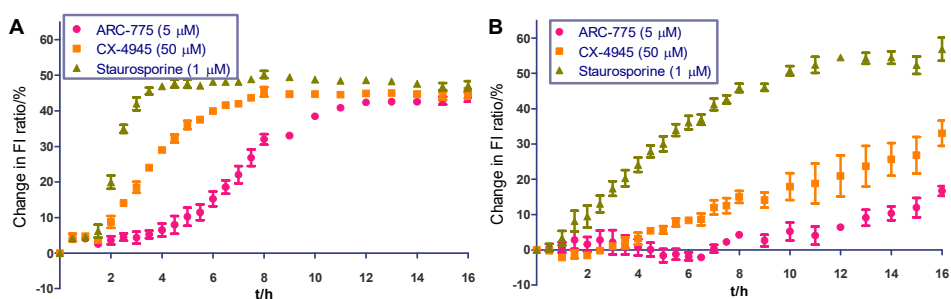 A
ARC-775 (5 μM)
CX-4945 (50 μM)
Staurosporine (1 μM)
Change in FI ratio/%
60
50
40
30
20
10
0
-10
2 4 6 8 10 12 14 16
t/h
B
ARC-775 (5 μM)
CX-4945 (50 μM)
Staurosporine (1 μM)
Change in FI ratio/%
60
50
40
30
20
10
0
-10
2 4 6 8 10 12 14 16
t/h